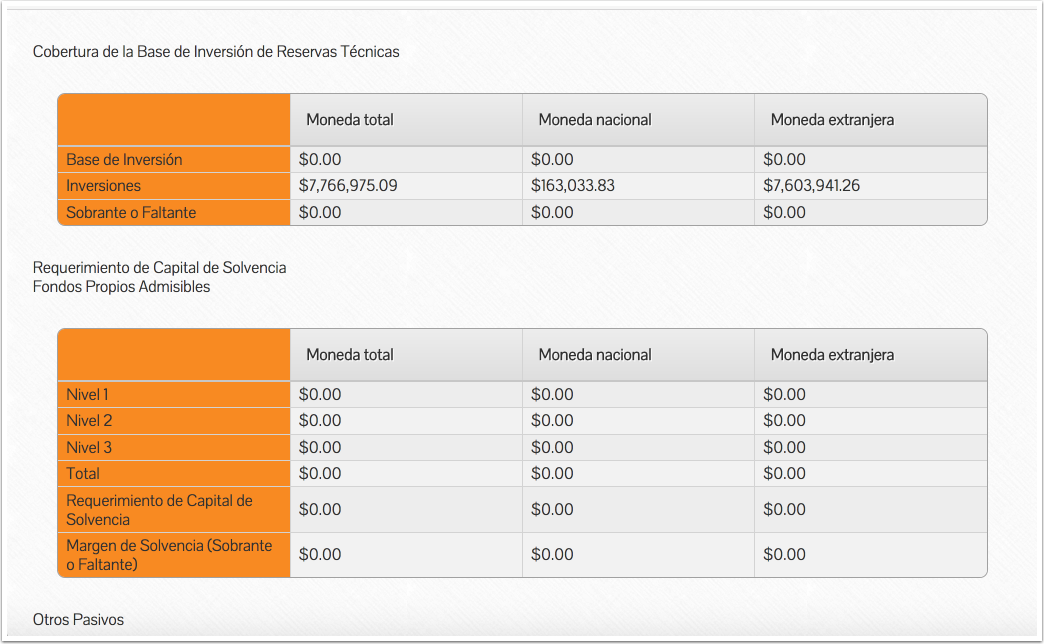 Cobertura de la Base de Inversión de Reservas Técnicas
Moneda total Moneda nacional Moneda extranjera
Base de Inversión $0.00 $0.00 $0.00
Inversiones $7,766,975.09 $163,033.83 $7,603,941.26
Sobrante o Faltante $0.00 $0.00 $0.00
Requerimiento de Capital de Solvencia
Fondos Propios Admisibles
Moneda total Moneda nacional Moneda extranjera
Nivel 1 $0.00 $0.00 $0.00
Nivel 2 $0.00 $0.00 $0.00
Nivel 3 $0.00 $0.00 $0.00
Total $0.00 $0.00 $0.00
Requerimiento de Capital de
Solvencia $0.00 $0.00 $0.00
Margen de Solvencia (Sobrante
o Faltante) $0.00 $0.00 $0.00
Otros Pasivos